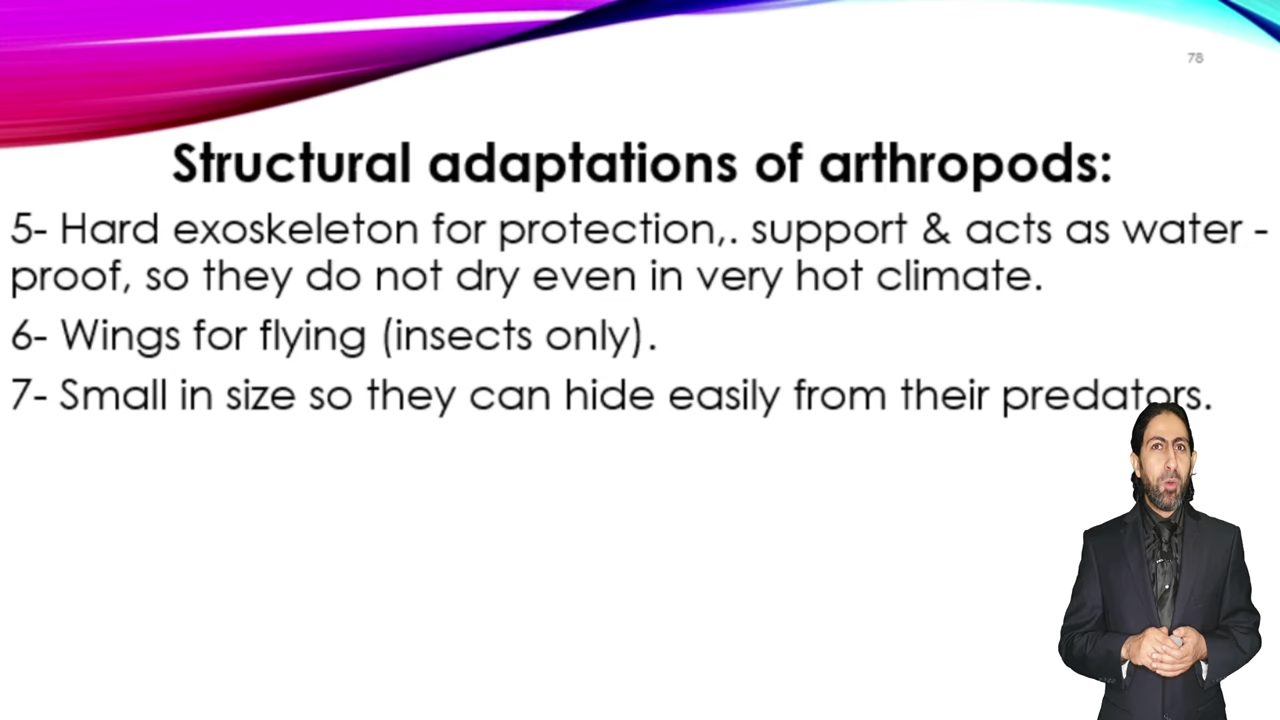 78
Structural adaptations of arthropods:
5- Hard exoskeleton for protection,. support & acts as water -
proof, so they do not dry even in very hot climate.
6- Wings for flying (insects only).
7- Small in size so they can hide easily from their predators.